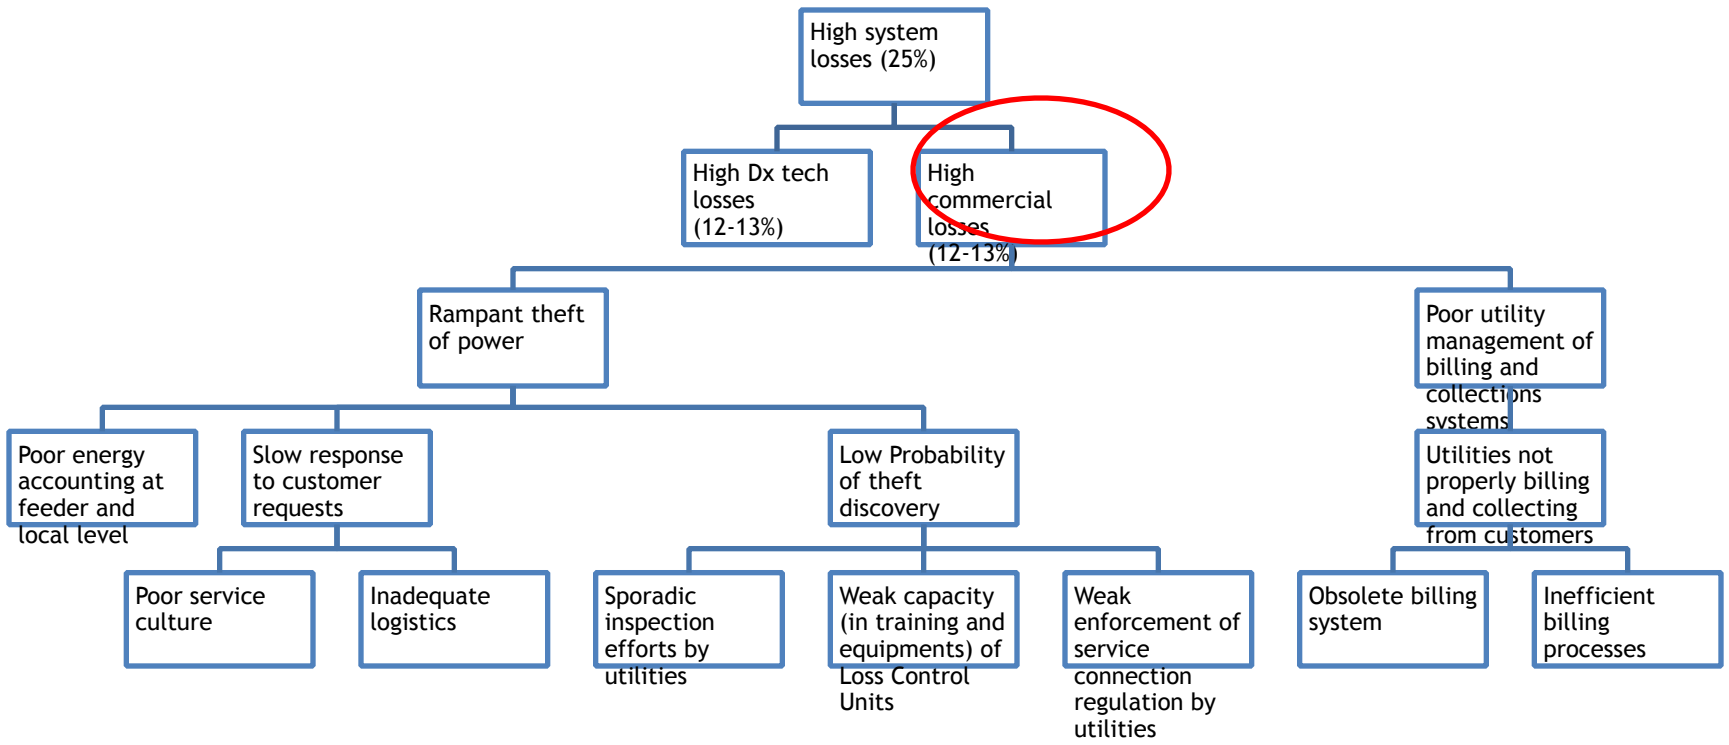 High system
losses (25%)
High Dx tech
losses
(12-13%)
High
commercial
losses
(12-13%)
Rampant theft
of power
Poor utility
management of
billing and
collections
systems
Poor energy
accounting at
feeder and
local level
Slow response
to customer
requests
Low Probability
of theft
discovery
Utilities not
properly billing
and collecting
from customers
Poor service
culture
Inadequate
logistics
Sporadic
inspection
efforts by
utilities
Weak capacity
(in training and
equipments) of
Loss Control
Units
Weak
enforcement of
service
connection
regulation by
utilities
Obsolete billing
system
Inefficient
billing
processes